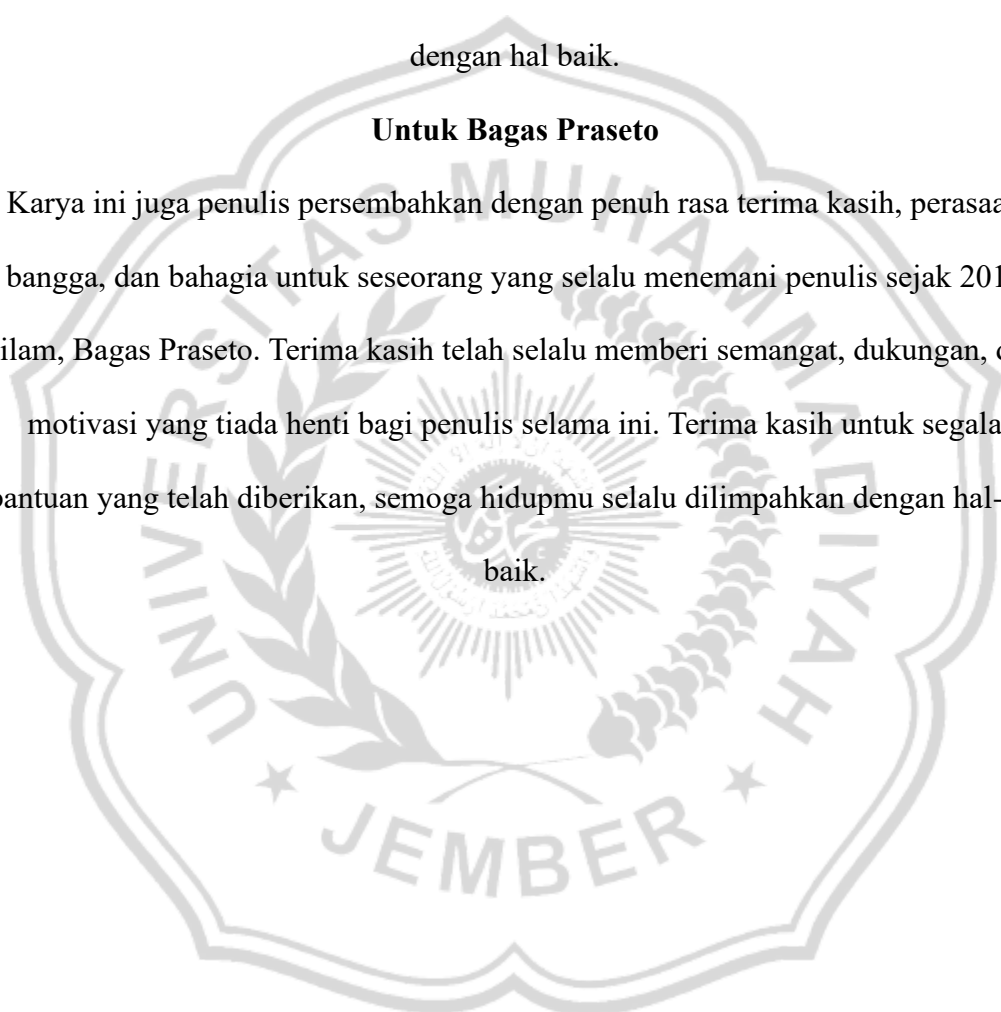 dengan hal baik.
Untuk Bagas Praseto
Karya ini juga penulis persembahkan dengan penuh rasa terima kasih,
bangga, dan bahagia untuk seseorang yang selalu menemani penulis sejak
Bagas Praseto. Terima kasih telah selalu memberi semangat, dukungan,
motivasi yang tiada henti bagi penulis selama ini. Terima kasih untuk segala
yang telah diberikan, semoga hidupmu selalu dilimpahkan dengan hal-
baik.
UNIVERSITAS MUHAMMADIYAH
JEMBER